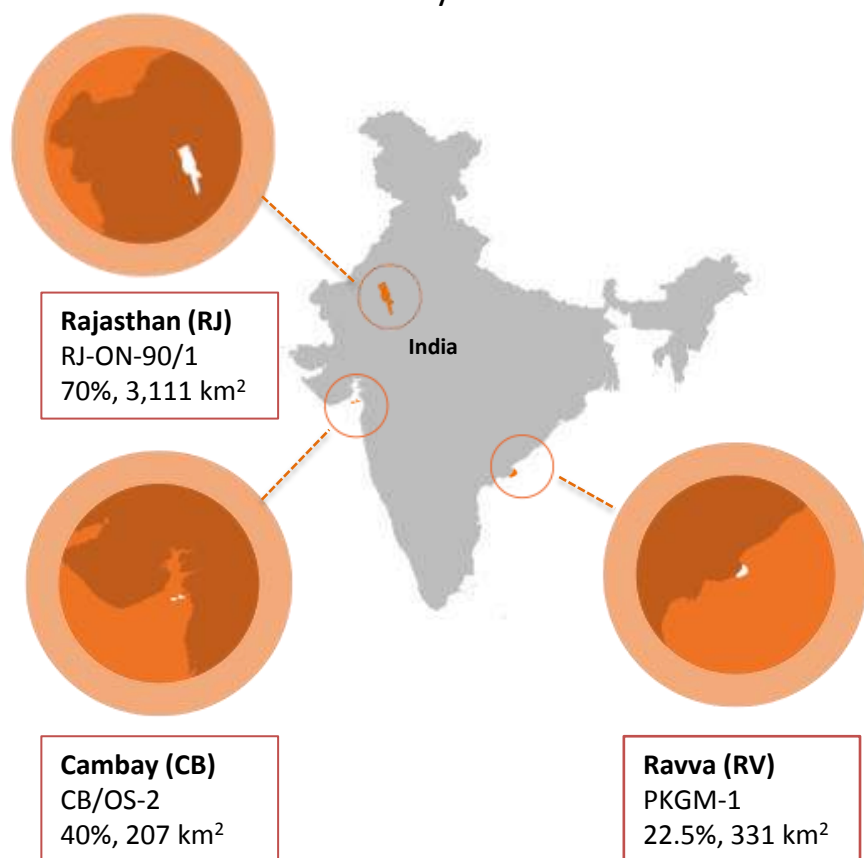 Rajasthan (RJ)
RJ-ON-90/1
70%, 3,111 km²
India
Cambay (CB)
CB/OS-2
40%, 207 km²
Ravva (RV)
PKGM-1
22.5%, 331 km²